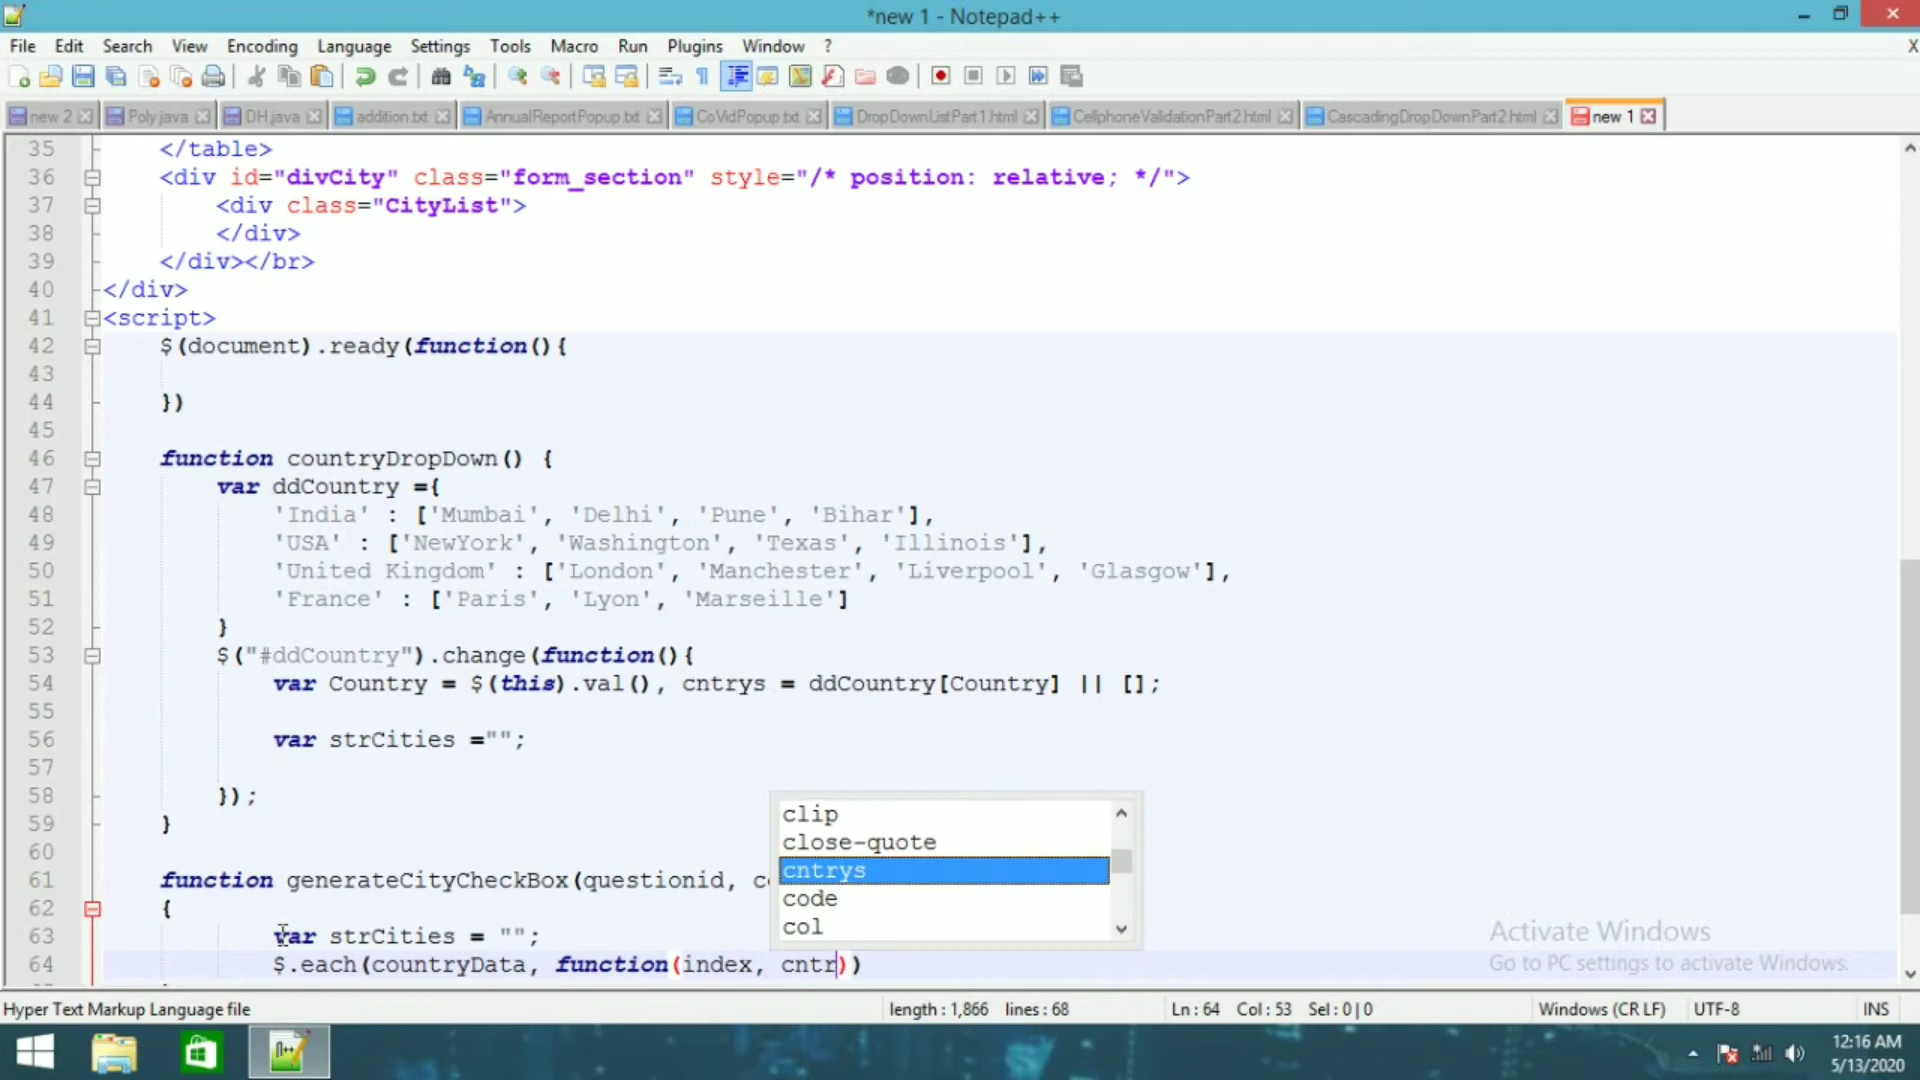 *new 1 - Notepad++
File Edit Search View Encoding Language Settings Tools Macro Run Plugins Window ? X
new 2 Poly.java DH.java addition.txt AnnualReportPopup.txt CoVidPopup.txt DropDownListPart1.html CellphoneValidationPart2.html CascadingDropDownPart2.html new 1
35 </table>
36 <div id="divCity" class="form_section" style="/* position: relative; */">
37 <div class="CityList">
38 </div>
39 </div></br>
40 </div>
41 <script>
42 $(document).ready(function(){
43
44 })
45
46 function countryDropDown() {
47 var ddCountry ={
48 'India' : ['Mumbai', 'Delhi', 'Pune', 'Bihar'],
49 'USA' : ['NewYork', 'Washington', 'Texas', 'Illinois'],
50 'United Kingdom' : ['London', 'Manchester', 'Liverpool', 'Glasgow'],
51 'France' : ['Paris', 'Lyon', 'Marseille']
52 }
53 $("#ddCountry").change(function(){
54 var Country = $(this).val(), cntrys = ddCountry[Country] || [];
55
56 var strCities ="";
57
58 });
59 }
60
61 function generateCityCheckBox(questionid, c
62 {
63 var strCities = "";
64 $.each(countryData, function(index, cntr))
clip
close-quote
cntrys
code
col
Activate Windows
Go to PC settings to activate Windows.
Hyper Text Markup Language file length : 1,866 lines : 68 Ln : 64 Col : 53 Sel : 0 | 0 Windows (CR LF) UTF-8 INS
12:16 AM
5/13/2020